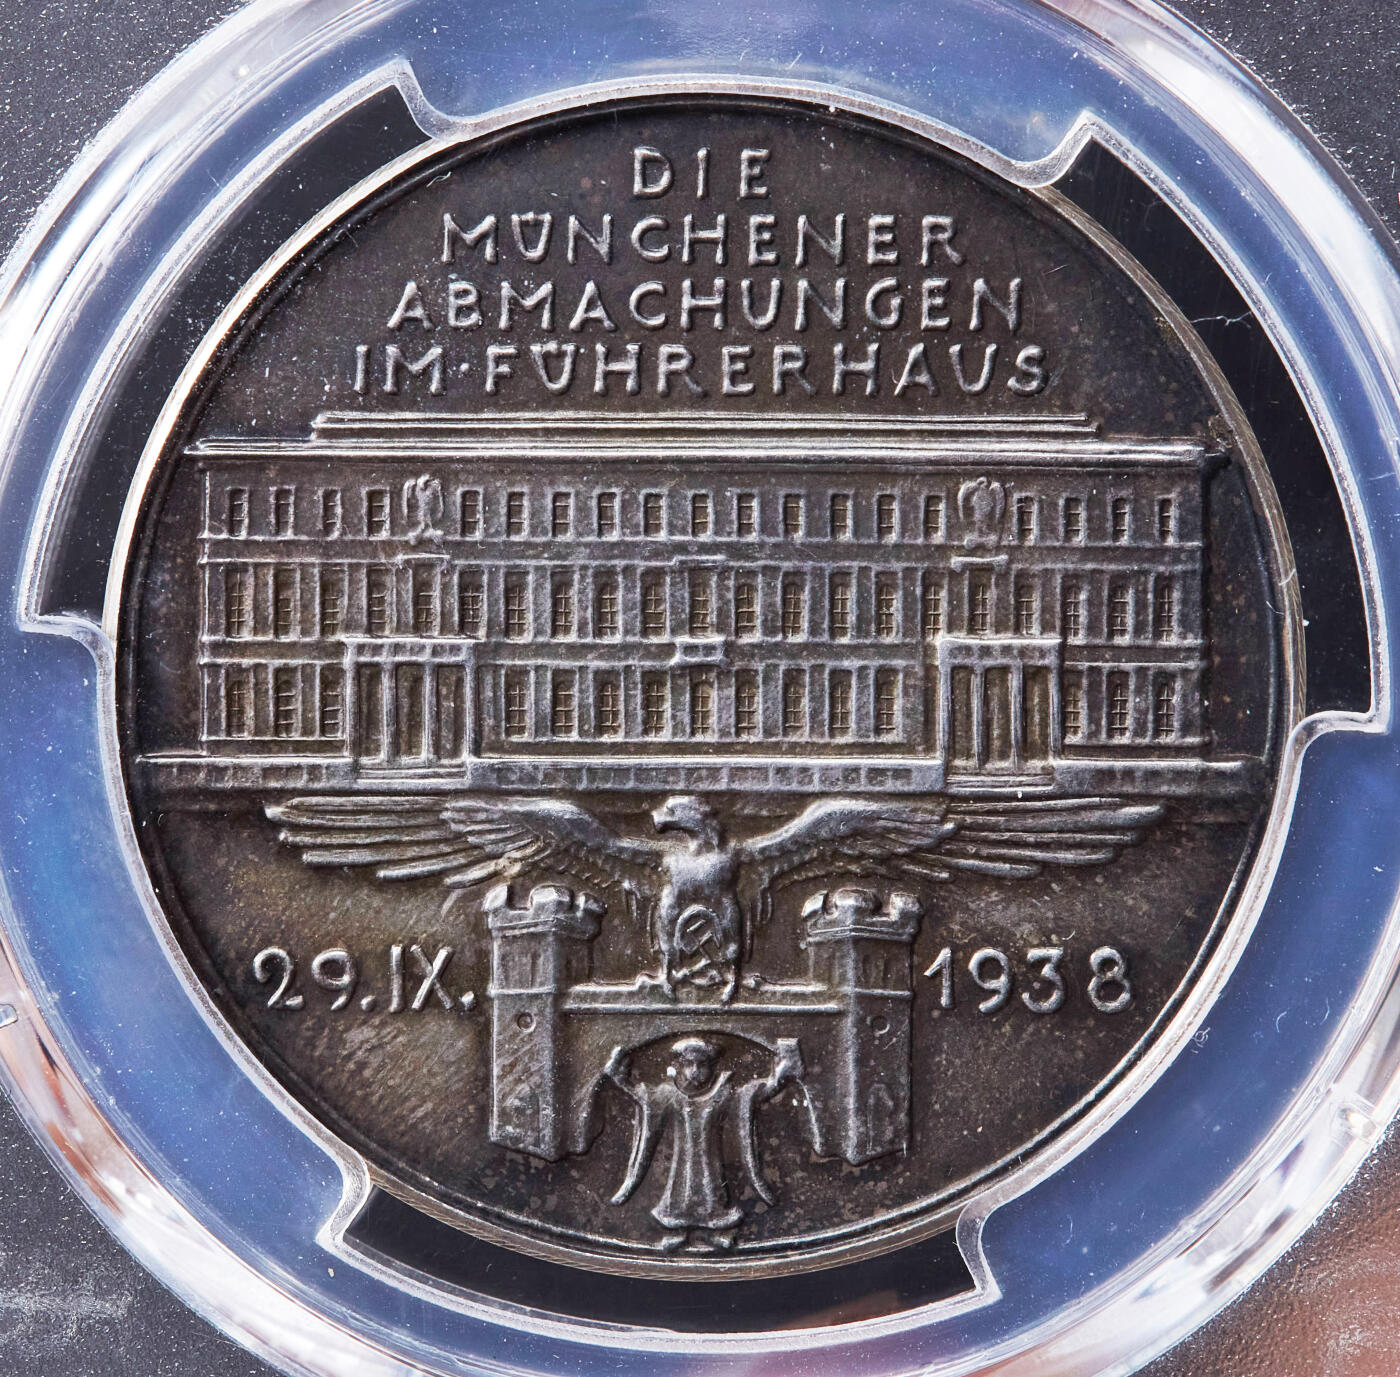 DIE
MÜNCHENER
ABMACHUNGEN
IM·FÜHRERHAUS
29.IX. 1938